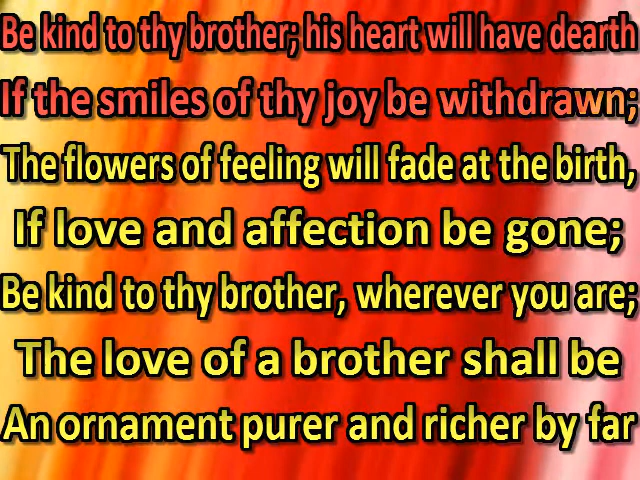 Be kind to thy brother; his heart will have dearth
If the smiles of thy joy be withdrawn;
The flowers of feeling will fade at the birth,
If love and affection be gone;
Be kind to thy brother, wherever you are;
The love of a brother shall be
An ornament purer and richer by far